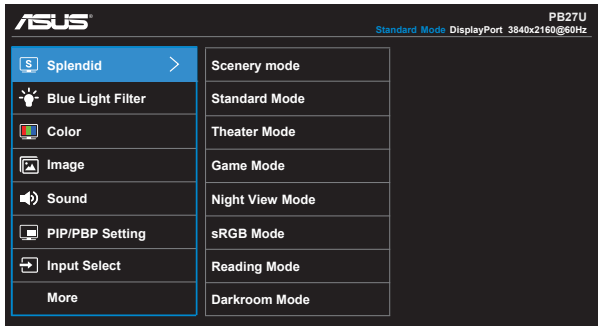 ASUS
PB27U
Standard Mode DisplayPort 3840x2160@60Hz
S Splendid
Blue Light Filter
Color
Image
Sound
PIP/PBP Setting
Input Select
More
Scenery mode
Standard Mode
Theater Mode
Game Mode
Night View Mode
sRGB Mode
Reading Mode
Darkroom Mode